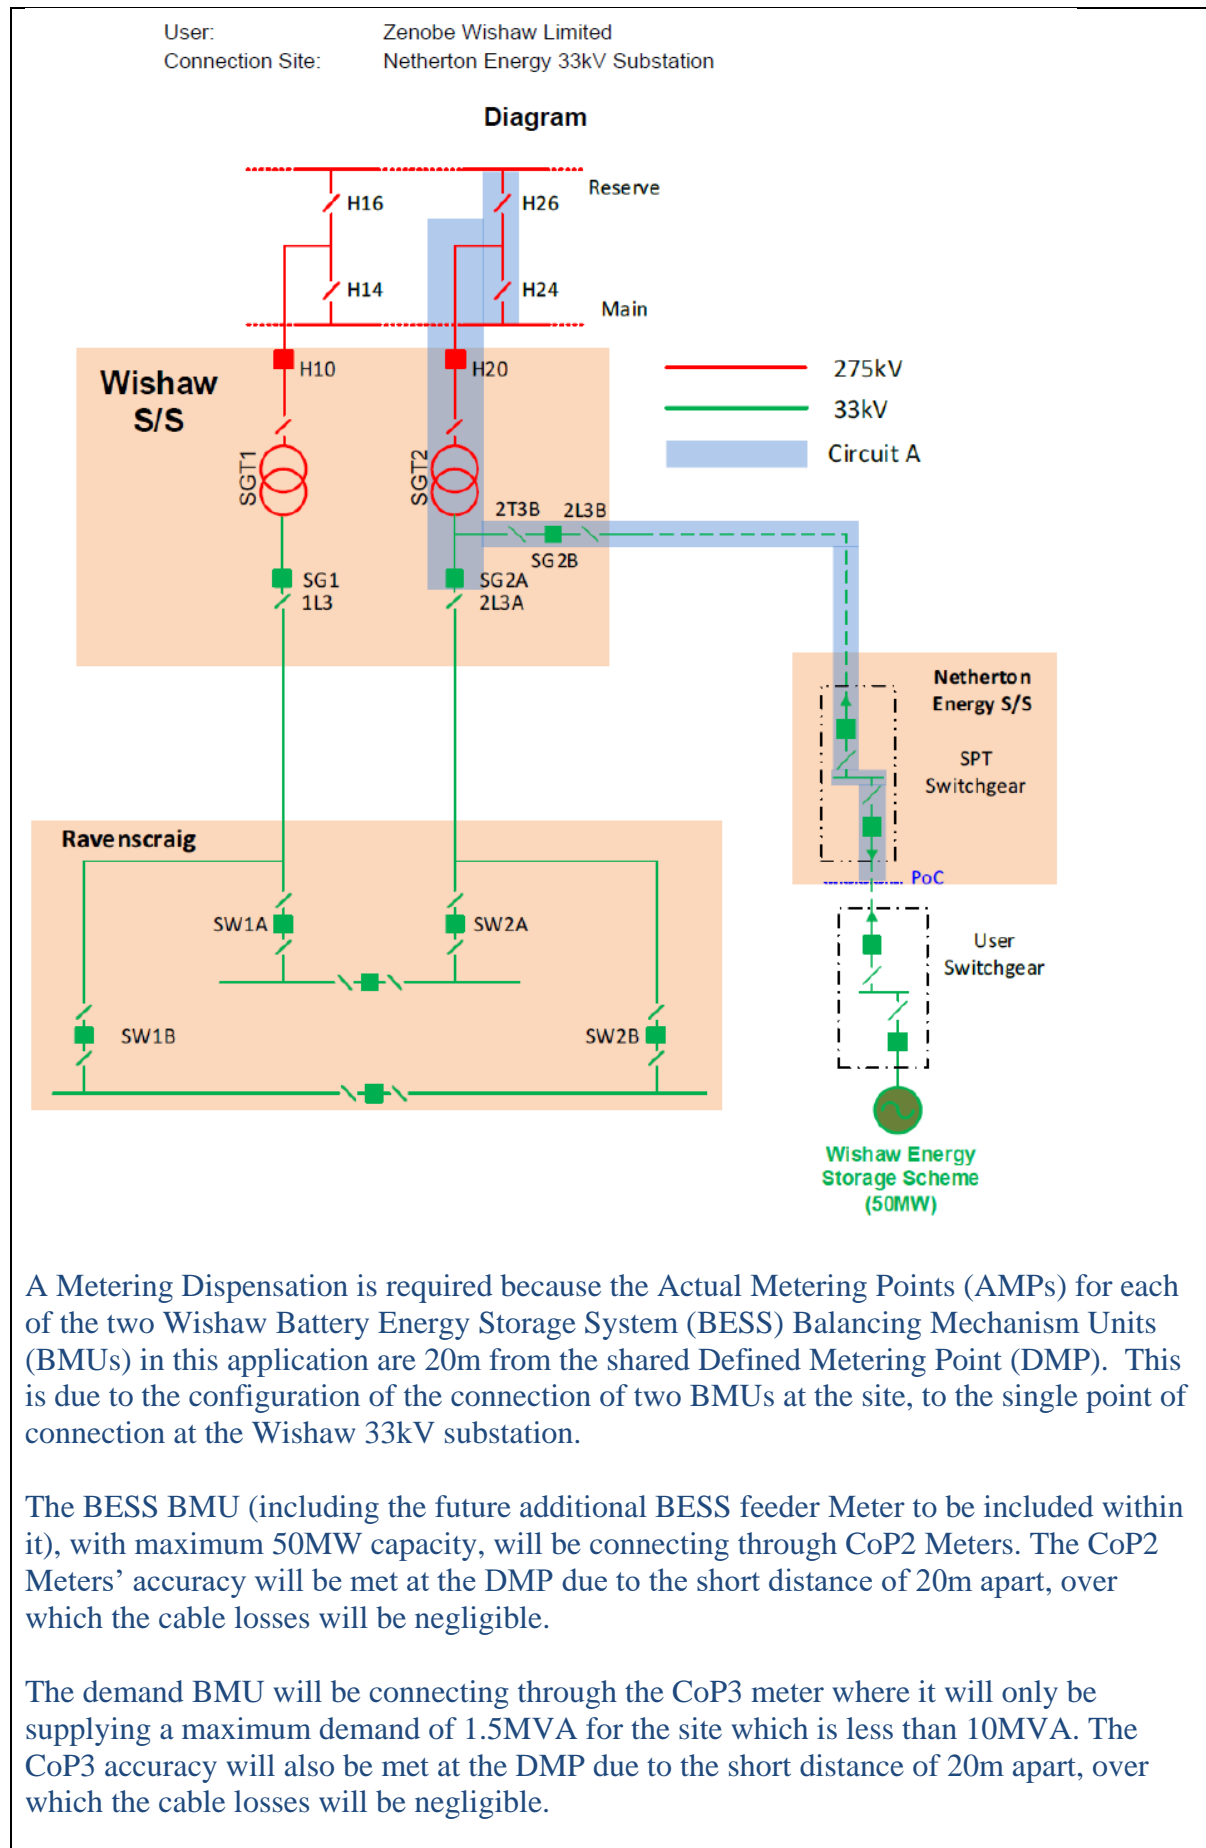 User: Zenobe Wishaw Limited
Connection Site: Netherton Energy 33kV Substation
Diagram
Reserve
H16
H26
H14
H24
Main
Wishaw
S/S
H10
H20
275kV
33kV
Circuit A
SGT1
SGT2
2T3B
2L3B
SG2B
SG1
1L3
SG2A
2L3A
Netherton
Energy S/S
SPT
Switchgear
PoC
Ravenscraig
SW1A
SW2A
User
Switchgear
SW1B
SW2B
Wishaw Energy
Storage Scheme
(50MW)
A Metering Dispensation is required because the Actual Metering Points (AMPs) for each
of the two Wishaw Battery Energy Storage System (BESS) Balancing Mechanism Units
(BMUs) in this application are 20m from the shared Defined Metering Point (DMP). This
is due to the configuration of the connection of two BMUs at the site, to the single point of
connection at the Wishaw 33kV substation.
The BESS BMU (including the future additional BESS feeder Meter to be included within
it), with maximum 50MW capacity, will be connecting through CoP2 Meters. The CoP2
Meters’ accuracy will be met at the DMP due to the short distance of 20m apart, over
which the cable losses will be negligible.
The demand BMU will be connecting through the CoP3 meter where it will only be
supplying a maximum demand of 1.5MVA for the site which is less than 10MVA. The
CoP3 accuracy will also be met at the DMP due to the short distance of 20m apart, over
which the cable losses will be negligible.